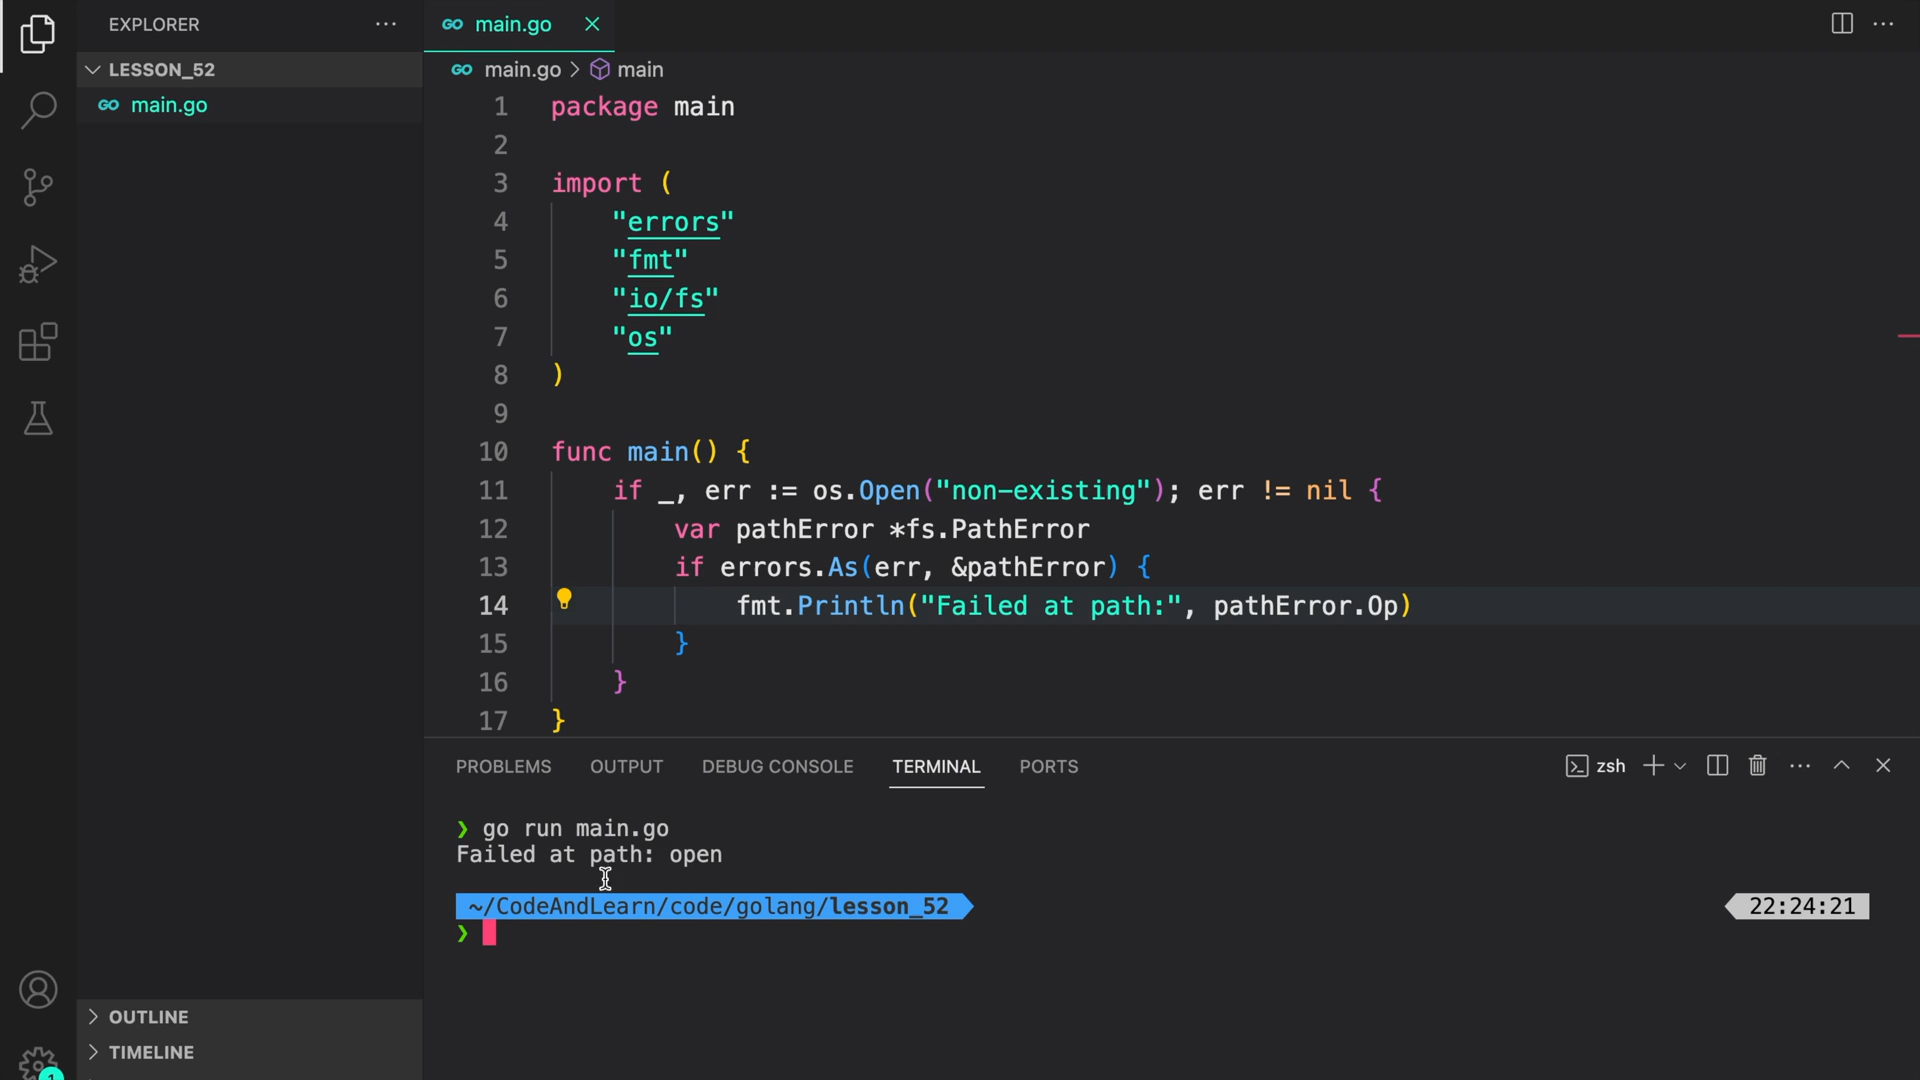 EXPLORER
LESSON_52
main.go
OUTLINE
TIMELINE
1
main.go
main.go > main
1 package main
2
3 import (
4 "errors"
5 "fmt"
6 "io/fs"
7 "os"
8 )
9
10 func main() {
11 if _, err := os.Open("non-existing"); err != nil {
12 var pathError *fs.PathError
13 if errors.As(err, &pathError) {
14 fmt.Println("Failed at path:", pathError.Op)
15 }
16 }
17 }
PROBLEMS OUTPUT DEBUG CONSOLE TERMINAL PORTS zsh
❯ go run main.go
Failed at path: open
~/CodeAndLearn/code/golang/lesson_52 22:24:21
❯